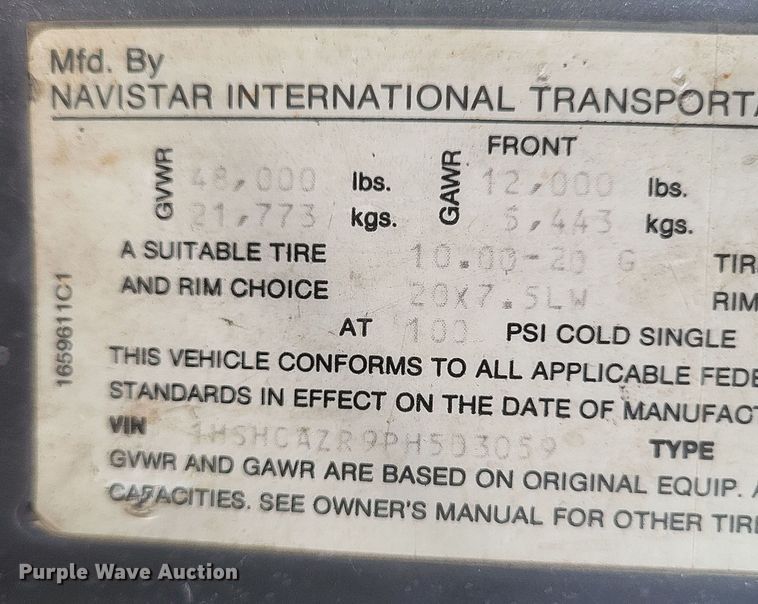 Mfd. By
NAVISTAR INTERNATIONAL TRANSPORTA
FRONT
GVWR 48,000 lbs. GAWR 12,000 lbs.
21,773 kgs. 5,443 kgs.
A SUITABLE TIRE 10.00-20 G TIR
AND RIM CHOICE 20X7.5LW RIM
AT 100 PSI COLD SINGLE
THIS VEHICLE CONFORMS TO ALL APPLICABLE FEDE
STANDARDS IN EFFECT ON THE DATE OF MANUFACT
VIN 1HSHCAZR9PH503059 TYPE
GVWR AND GAWR ARE BASED ON ORIGINAL EQUIP. A
CAPACITIES. SEE OWNER'S MANUAL FOR OTHER TIRE
1659611C1
Purple Wave Auction